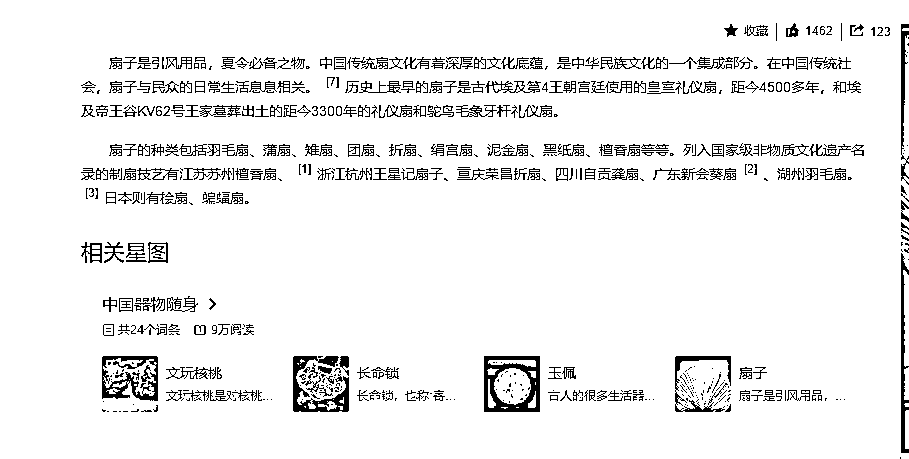 收藏 1462 123
扇子是引风用品，夏令必备之物。中国传统扇文化有着深厚的文化底蕴，是中华民族文化的一个集成部分。在中国传统社
会，扇子与民众的日常生活息息相关。 [7] 历史上最早的扇子是古代埃及第4王朝宫廷使用的皇室礼仪扇，距今4500多年，和埃
及帝王谷KV62号王家墓葬出土的距今3300年的礼仪扇和鸵鸟毛象牙杆礼仪扇。
扇子的种类包括羽毛扇、蒲扇、雉扇、团扇、折扇、绢宫扇、泥金扇、黑纸扇、檀香扇等等。列入国家级非物质文化遗产名
录的制扇技艺有江苏苏州檀香扇、 [1] 浙江杭州王星记扇子、重庆荣昌折扇、四川自贡龚扇、广东新会葵扇 [2] 、湖州羽毛扇。
[3] 日本则有桧扇、蝙蝠扇。
相关星图
中国器物随身
共24个词条 9万阅读
文玩核桃 长命锁 玉佩 扇子
文玩核桃是对核桃... 长命锁，也称“寄... 古人的很多生活器... 扇子是引风用品，...